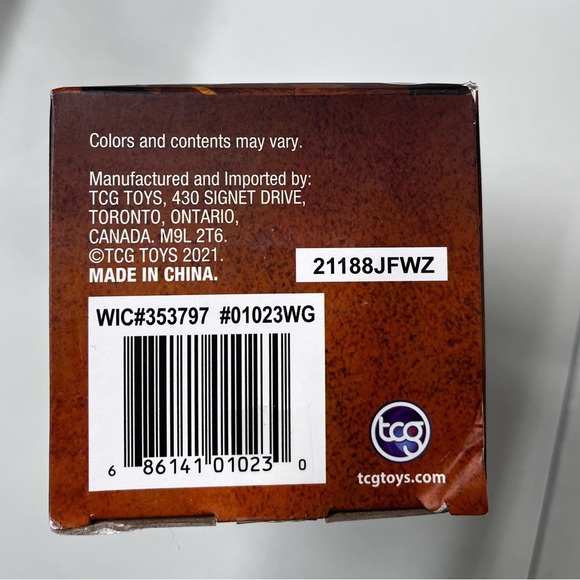 Colors and contents may vary.
Manufactured and Imported by:
TCG TOYS, 430 SIGNET DRIVE,
TORONTO, ONTARIO,
CANADA. M9L 2T6.
©TCG TOYS 2021.
MADE IN CHINA.
21188JFWZ
WIC#353797 #01023WG
6 86141 01023 0
tcg
tcgtoys.com